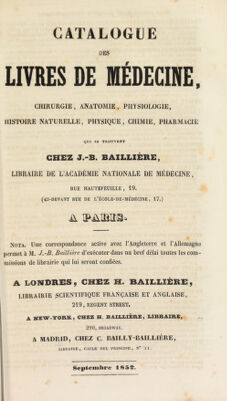 CATALOGUE
DES
LIVRES DE MÉDECINE,
CHIRURGIE, ANATOMIE, PHYSIOLOGIE,
HISTOIRE NATURELLE, PHYSIQUE, CHIMIE, PHARMACIE
QUI SE TROUVENT
CHEZ J.-B. BAILLIÈRE,
LIBRAIRE DE L'ACADÉMIE NATIONALE DE MÉDECINE,
RUE HAUTEFEUILLE, 19.
(CI-DEVANT RUE DE L'ÉCOLE-DE-MÉDECINE, 17.)
A PARIS.
NOTA. Une correspondance active avec l'Angleterre et l'Allemagne
permet à M. J.-B. Baillière d'exécuter dans un bref délai toutes les com-
missions de librairie qui lui seront confiées.
A LONDRES, CHEZ H. BAILLIÈRE,
LIBRAIRIE SCIENTIFIQUE FRANÇAISE ET ANGLAISE,
219, REGENT STREET.
A NEW-YORK, CHEZ H. BAILLIÈRE, LIBRAIRE,
290, BROADWAY.
A MADRID, CHEZ C. BAILLY-BAILLIÈRE,
LIBRAIRE, CALLE DEL PRINCIPE, N° 11.
Septembre 1852.